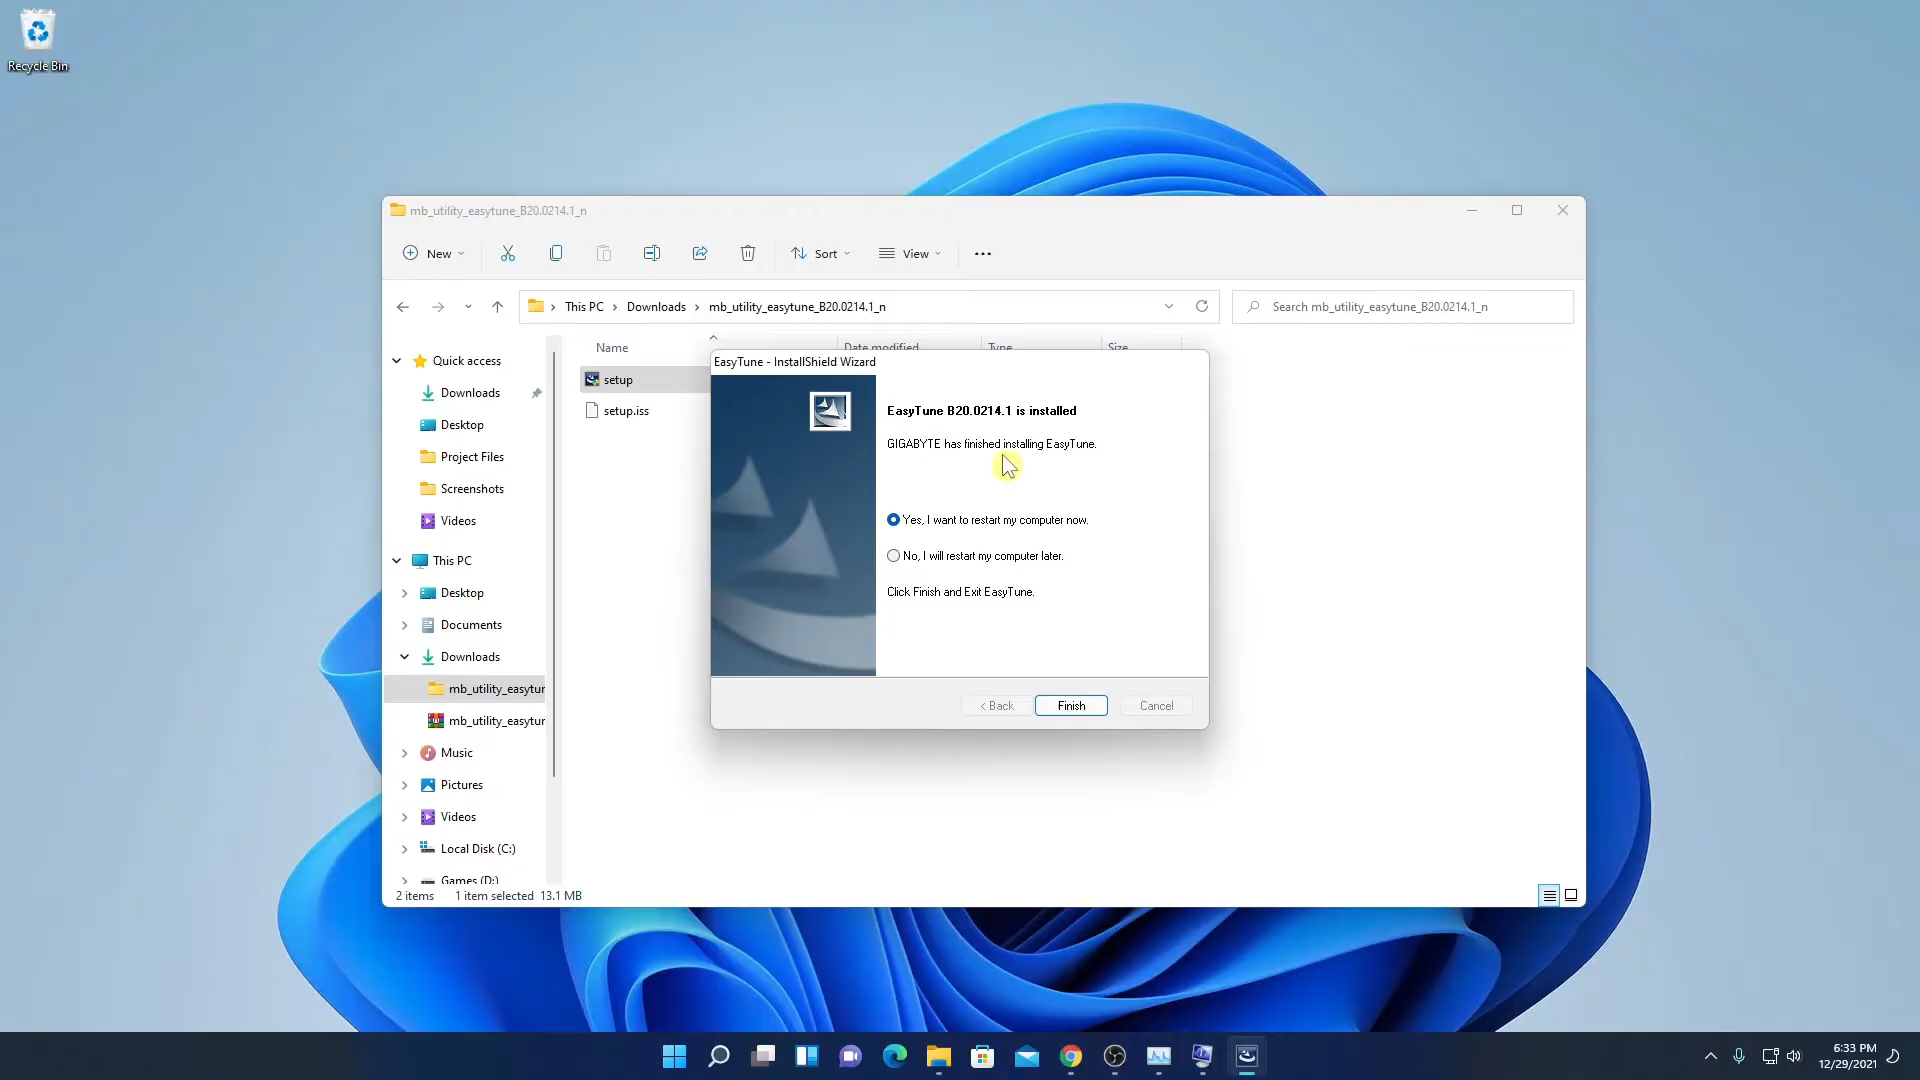 Recycle Bin
mb_utility_easytune_B20.0214.1_n
New
Sort
View
This PC
Downloads
mb_utility_easytune_B20.0214.1_n
Search mb_utility_easytune_B20.0214.1_n
Name
Date modified
Type
Size
Quick access
Downloads
Desktop
Project Files
Screenshots
Videos
This PC
Desktop
Documents
Downloads
mb_utility_easytun
mb_utility_easytun
Music
Pictures
Videos
Local Disk (C:)
Games (D:)
setup
setup.iss
EasyTune - InstallShield Wizard
EasyTune B20.0214.1 is installed
GIGABYTE has finished installing EasyTune.
Yes, I want to restart my computer now.
No, I will restart my computer later.
Click Finish and Exit EasyTune.
< Back
Finish
Cancel
2 items
1 item selected 13.1 MB
6:33 PM
12/29/2021